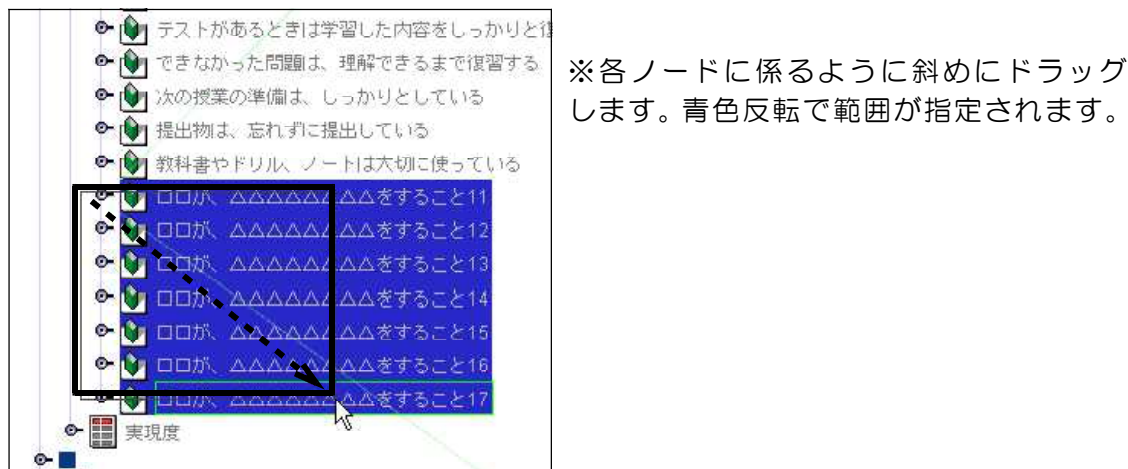 テストがあるときは学習した内容をしっかりと復
できなかった問題は、理解できるまで復習する
次の授業の準備は、しっかりとしている
提出物は、忘れずに提出している
教科書やドリル、ノートは大切に使っている
□□が、△△△△△△△△をすること11
□□が、△△△△△△△△をすること12
□□が、△△△△△△△△をすること13
□□が、△△△△△△△△をすること14
□□が、△△△△△△△△をすること15
□□が、△△△△△△△△をすること16
□□が、△△△△△△△△をすること17
実現度
※各ノードに係るように斜めにドラッグ
します。青色反転で範囲が指定されます。